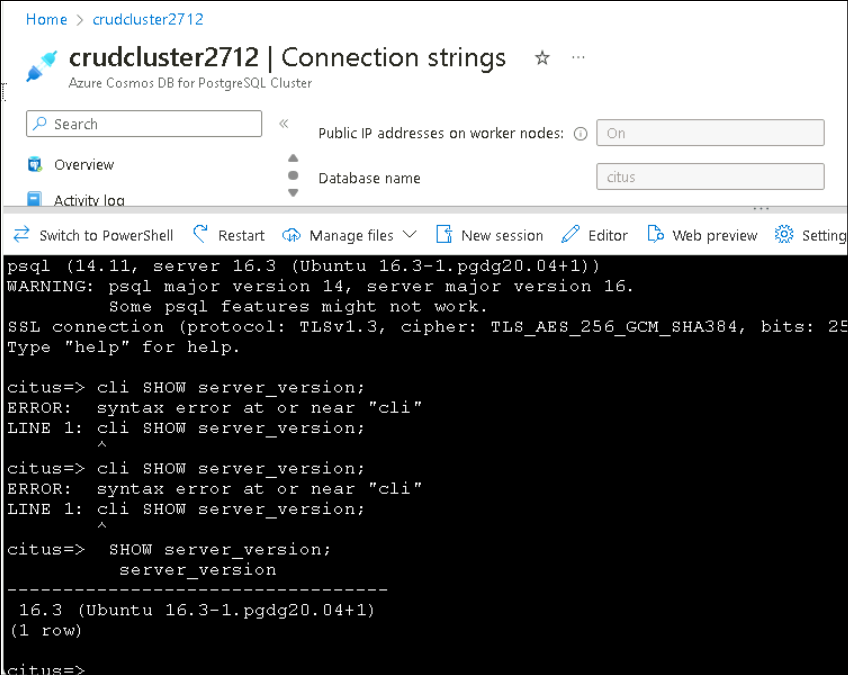 Home > crudcluster2712
crudcluster2712 | Connection strings
Azure Cosmos DB for PostgreSQL Cluster
Search
Public IP addresses on worker nodes: On
Overview
Database name citus
Activity log
Switch to PowerShell Restart Manage files New session Editor Web preview Setting
psql (14.11, server 16.3 (Ubuntu 16.3-1.pgdg20.04+1))
WARNING: psql major version 14, server major version 16.
Some psql features might not work.
SSL connection (protocol: TLSv1.3, cipher: TLS_AES_256_GCM_SHA384, bits: 25
Type "help" for help.
citus=> cli SHOW server_version;
ERROR:  syntax error at or near "cli"
LINE 1: cli SHOW server_version;
^
citus=> cli SHOW server_version;
ERROR:  syntax error at or near "cli"
LINE 1: cli SHOW server_version;
^
citus=>  SHOW server_version;
server_version
----------------------------------
16.3 (Ubuntu 16.3-1.pgdg20.04+1)
(1 row)
citus=>